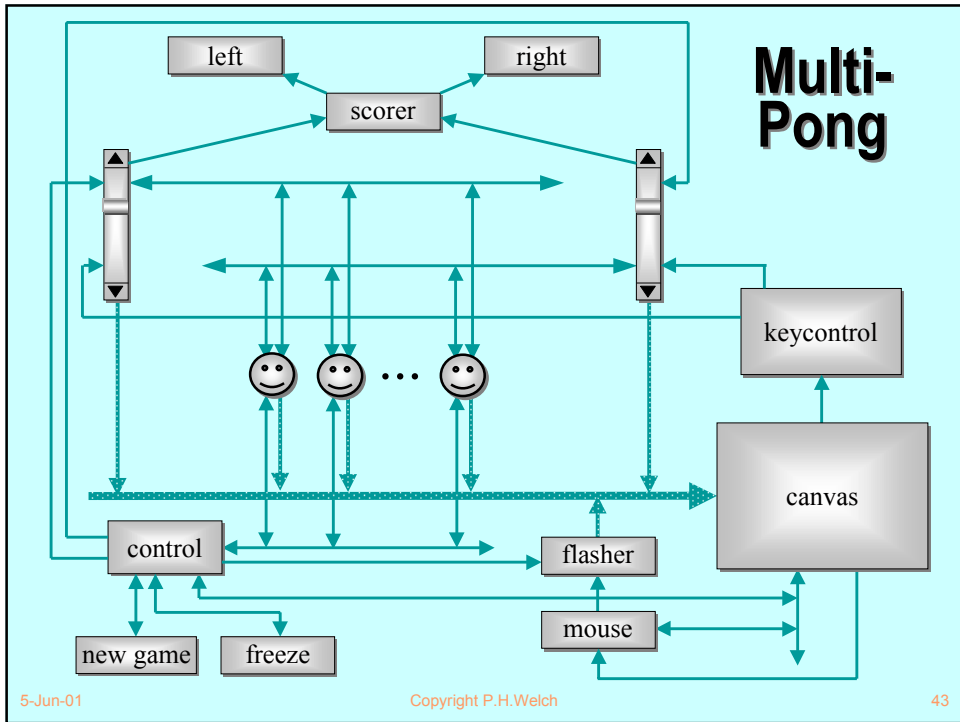 left
right
Multi-
Pong
scorer
keycontrol
...
canvas
control
flasher
mouse
new game
freeze
5-Jun-01
Copyright P.H.Welch
43